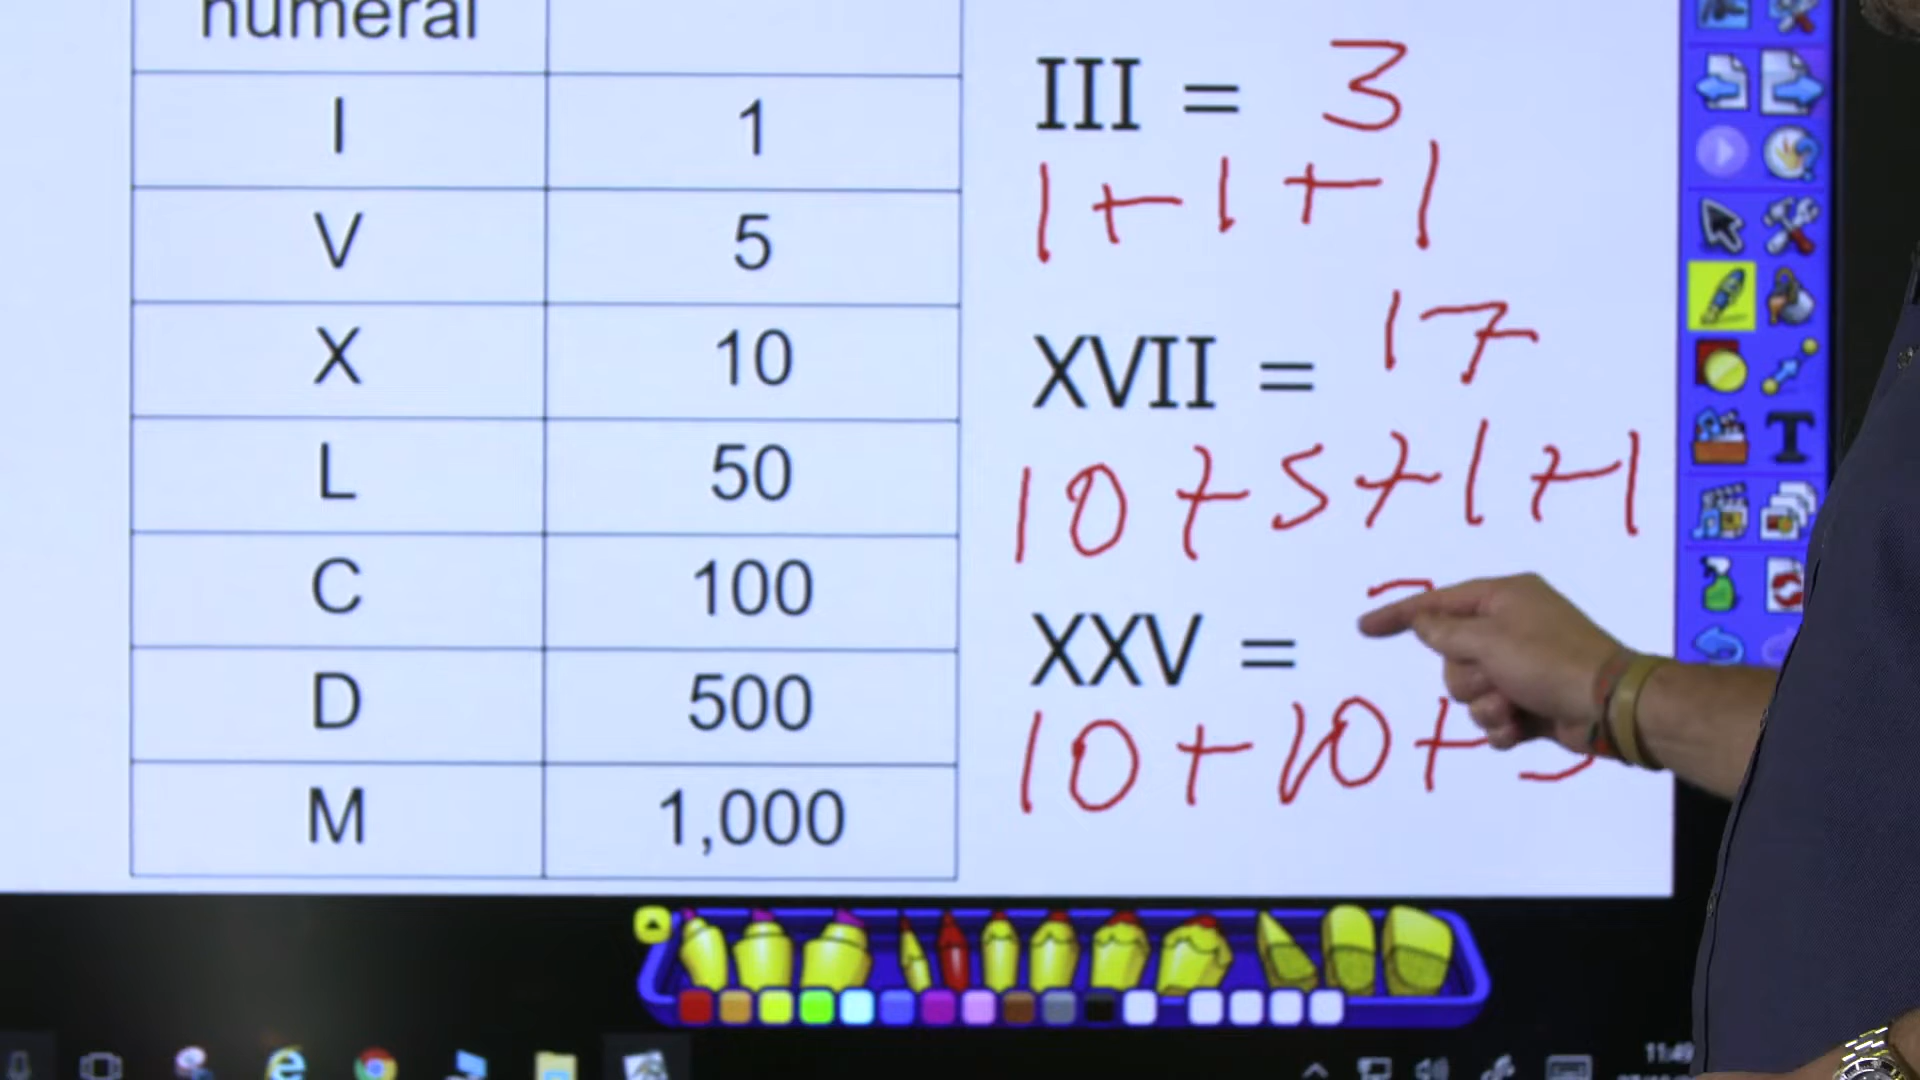 numeral
I 1
V 5
X 10
L 50
C 100
D 500
M 1,000
III = 3
1+1+1
XVII = 17
10+5+1+1
XXV =
10+10+5
T